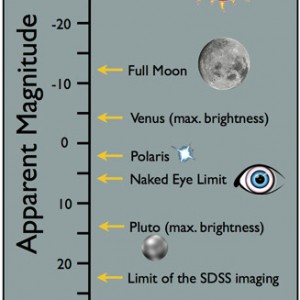 Apparent Magnitude
-20
Full Moon
-10
Venus (max. brightness)
0
Polaris
Naked Eye Limit
10
Pluto (max. brightness)
20
Limit of the SDSS imaging